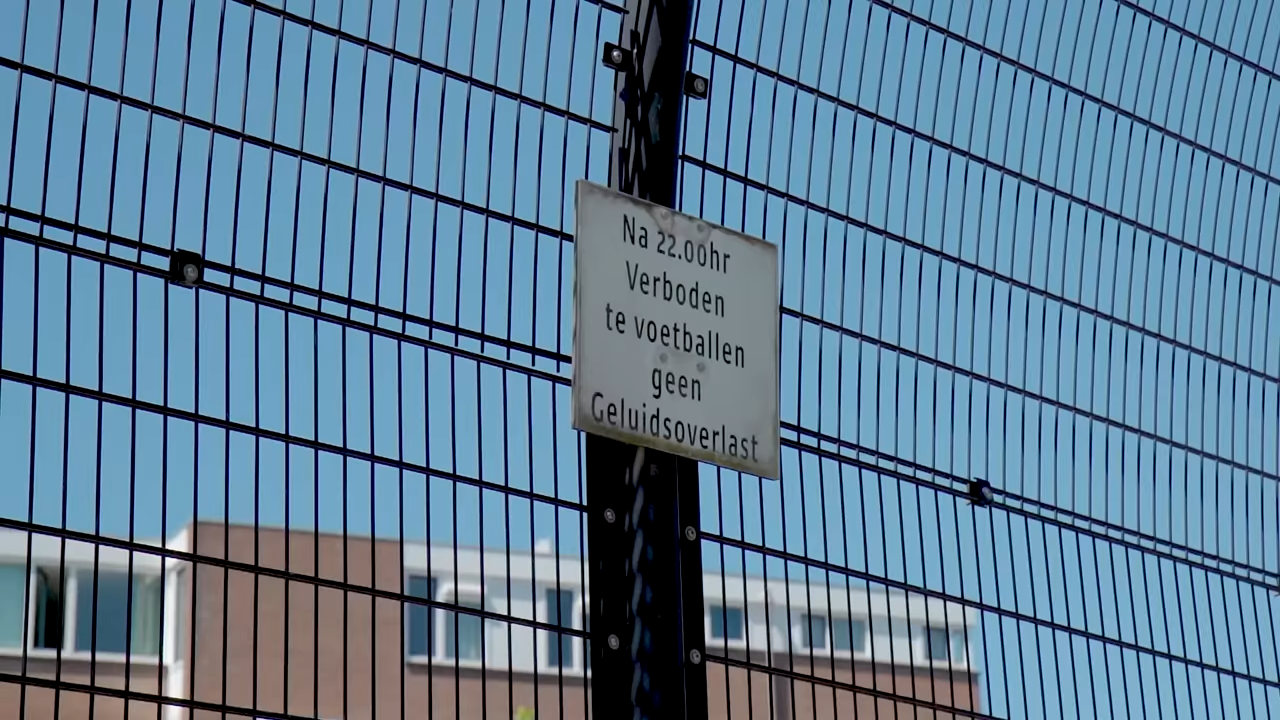 Na 22.00hr
Verboden
te voetballen
geen
Geluidsoverlast